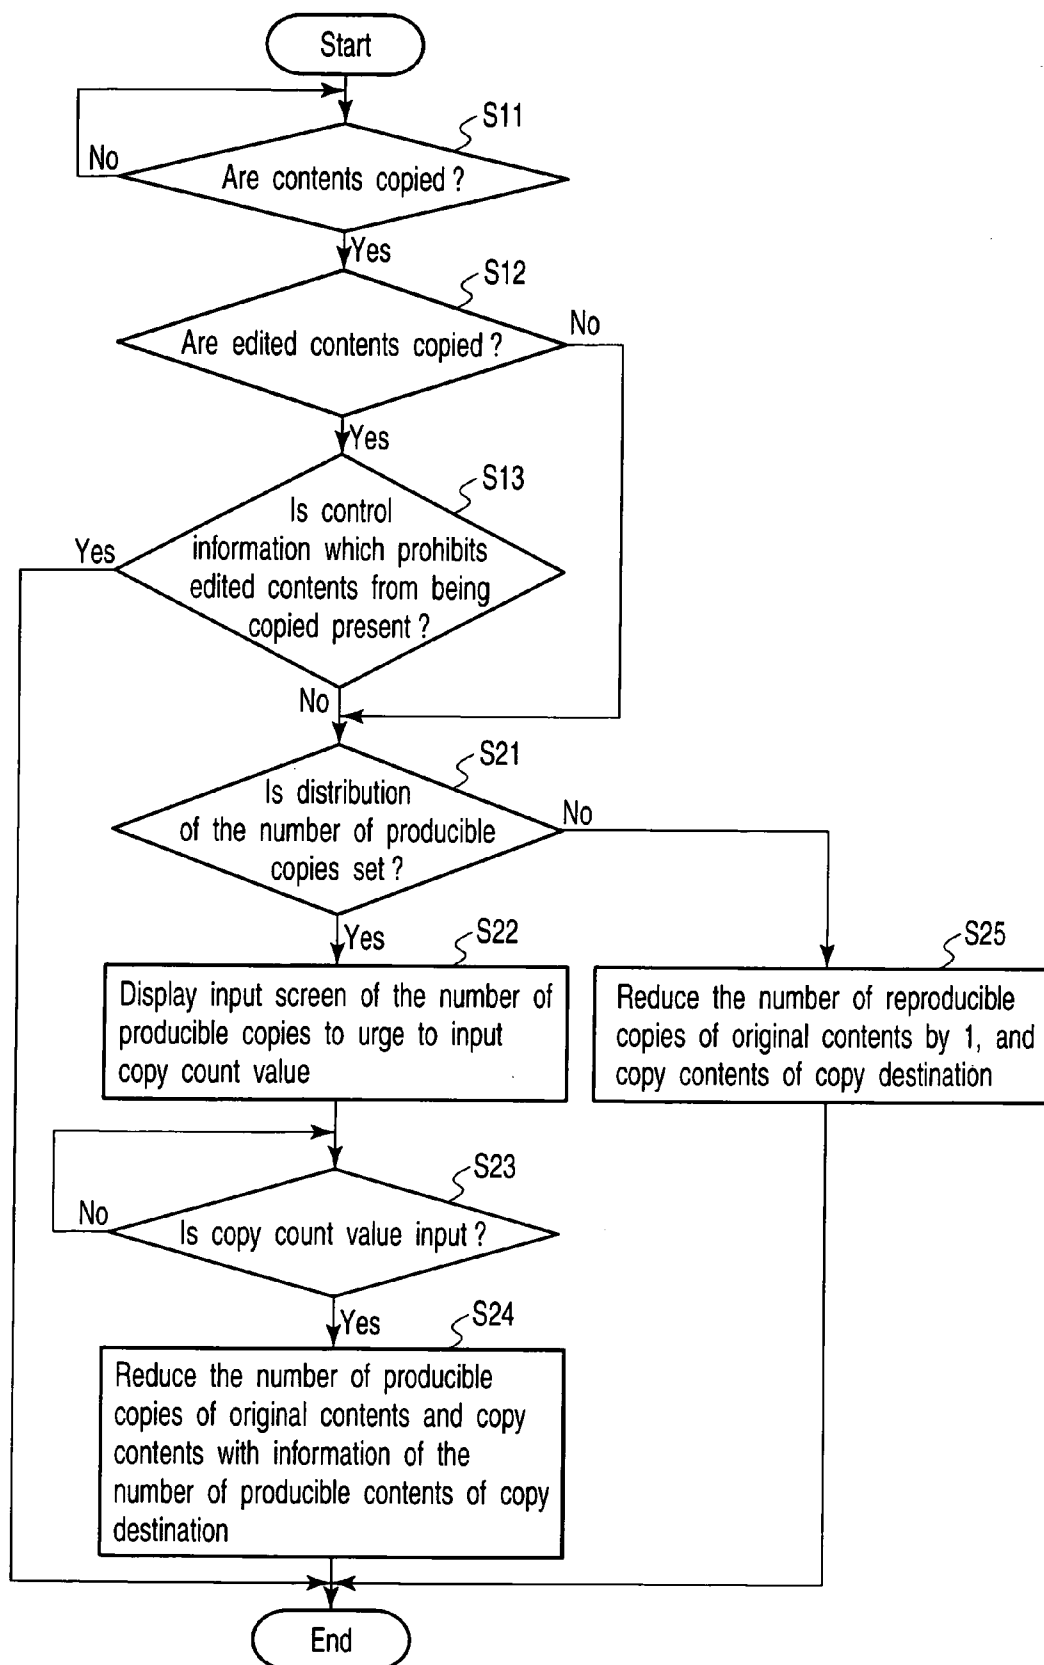 Start
S11
No
Are contents copied ?
Yes
S12
No
Are edited contents copied ?
Yes
S13
Is control
information which prohibits
edited contents from being
copied present ?
Yes
No
S21
Is distribution
of the number of producible
copies set ?
No
Yes
S22
S25
Display input screen of the number of
producible copies to urge to input
copy count value
Reduce the number of reproducible
copies of original contents by 1, and
copy contents of copy destination
S23
No
Is copy count value input ?
Yes
S24
Reduce the number of producible
copies of original contents and copy
contents with information of the
number of producible contents of copy
destination
End